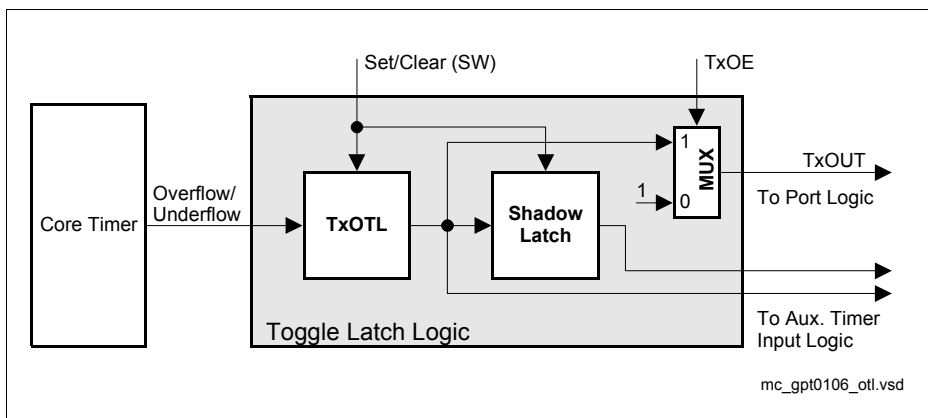 Set/Clear (SW)
TxOE
Core Timer
Overflow/
Underflow
TxOTL
Shadow
Latch
1
1
0
MUX
TxOUT
To Port Logic
To Aux. Timer
Input Logic
Toggle Latch Logic
mc_gpt0106_otl.vsd